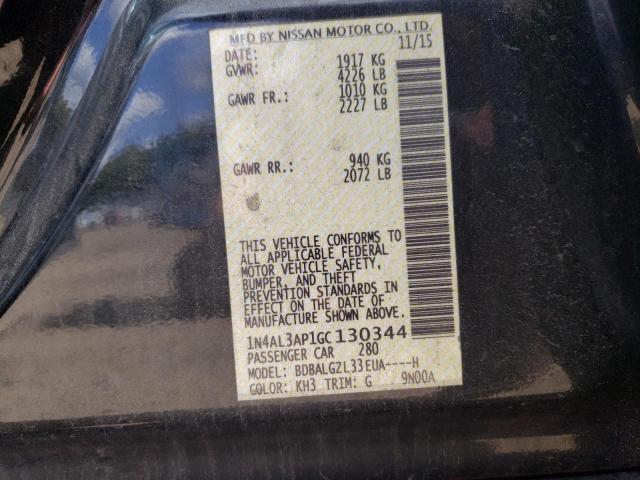 MFD BY NISSAN MOTOR CO., LTD.
DATE: 11/15
GVWR: 1917 KG
4226 LB
GAWR FR.: 1010 KG
2227 LB
GAWR RR.: 940 KG
2072 LB
THIS VEHICLE CONFORMS TO
ALL APPLICABLE FEDERAL
MOTOR VEHICLE SAFETY,
BUMPER, AND THEFT
PREVENTION STANDARDS IN
EFFECT ON THE DATE OF
MANUFACTURE SHOWN ABOVE.
1N4AL3AP1GC130344
PASSENGER CAR 280
MODEL: BDBALGZL33EUA----H
COLOR: KH3 TRIM: G 9N00A